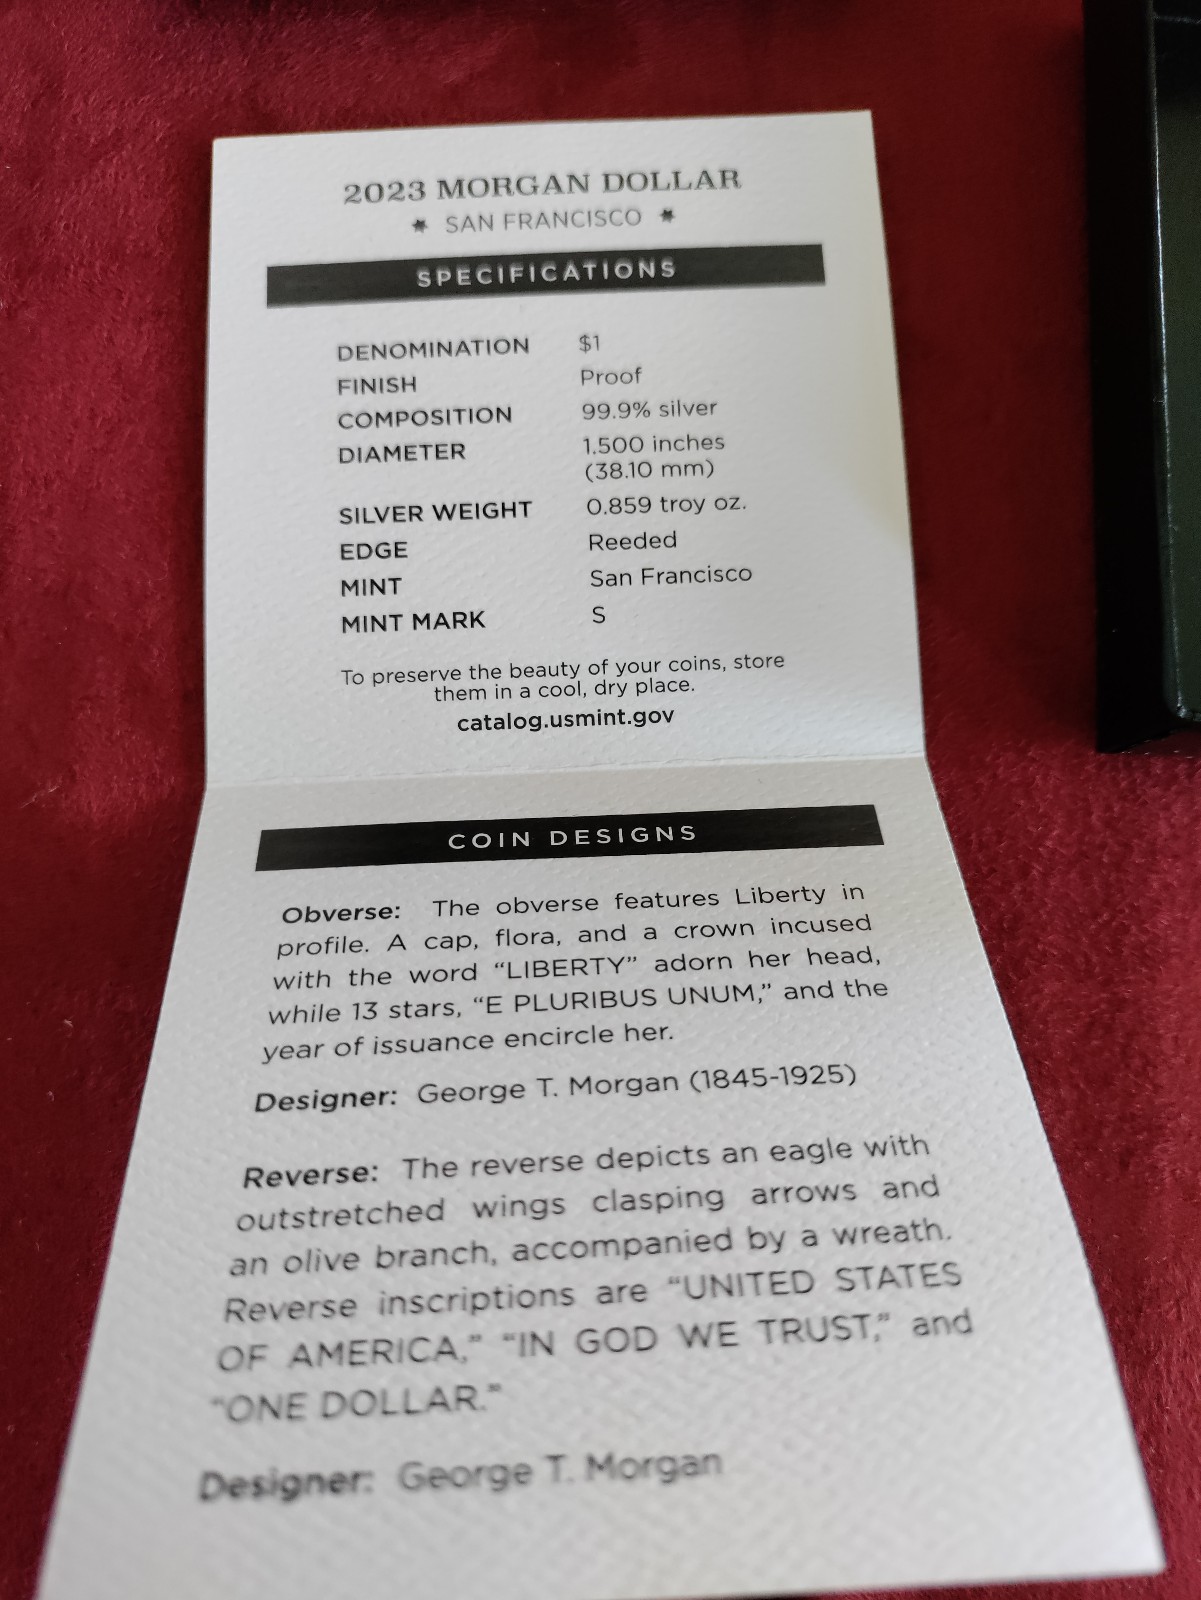 2023 MORGAN DOLLAR
★ SAN FRANCISCO ★
SPECIFICATIONS
DENOMINATION $1
FINISH Proof
COMPOSITION 99.9% silver
DIAMETER 1.500 inches
(38.10 mm)
SILVER WEIGHT 0.859 troy oz.
EDGE Reeded
MINT San Francisco
MINT MARK S
To preserve the beauty of your coins, store
them in a cool, dry place.
catalog.usmint.gov
COIN DESIGNS
Obverse: The obverse features Liberty in
profile. A cap, flora, and a crown incused
with the word “LIBERTY” adorn her head,
while 13 stars, “E PLURIBUS UNUM,” and the
year of issuance encircle her.
Designer: George T. Morgan (1845-1925)
Reverse: The reverse depicts an eagle with
outstretched wings clasping arrows and
an olive branch, accompanied by a wreath.
Reverse inscriptions are “UNITED STATES
OF AMERICA,” “IN GOD WE TRUST,” and
“ONE DOLLAR.”
Designer: George T. Morgan